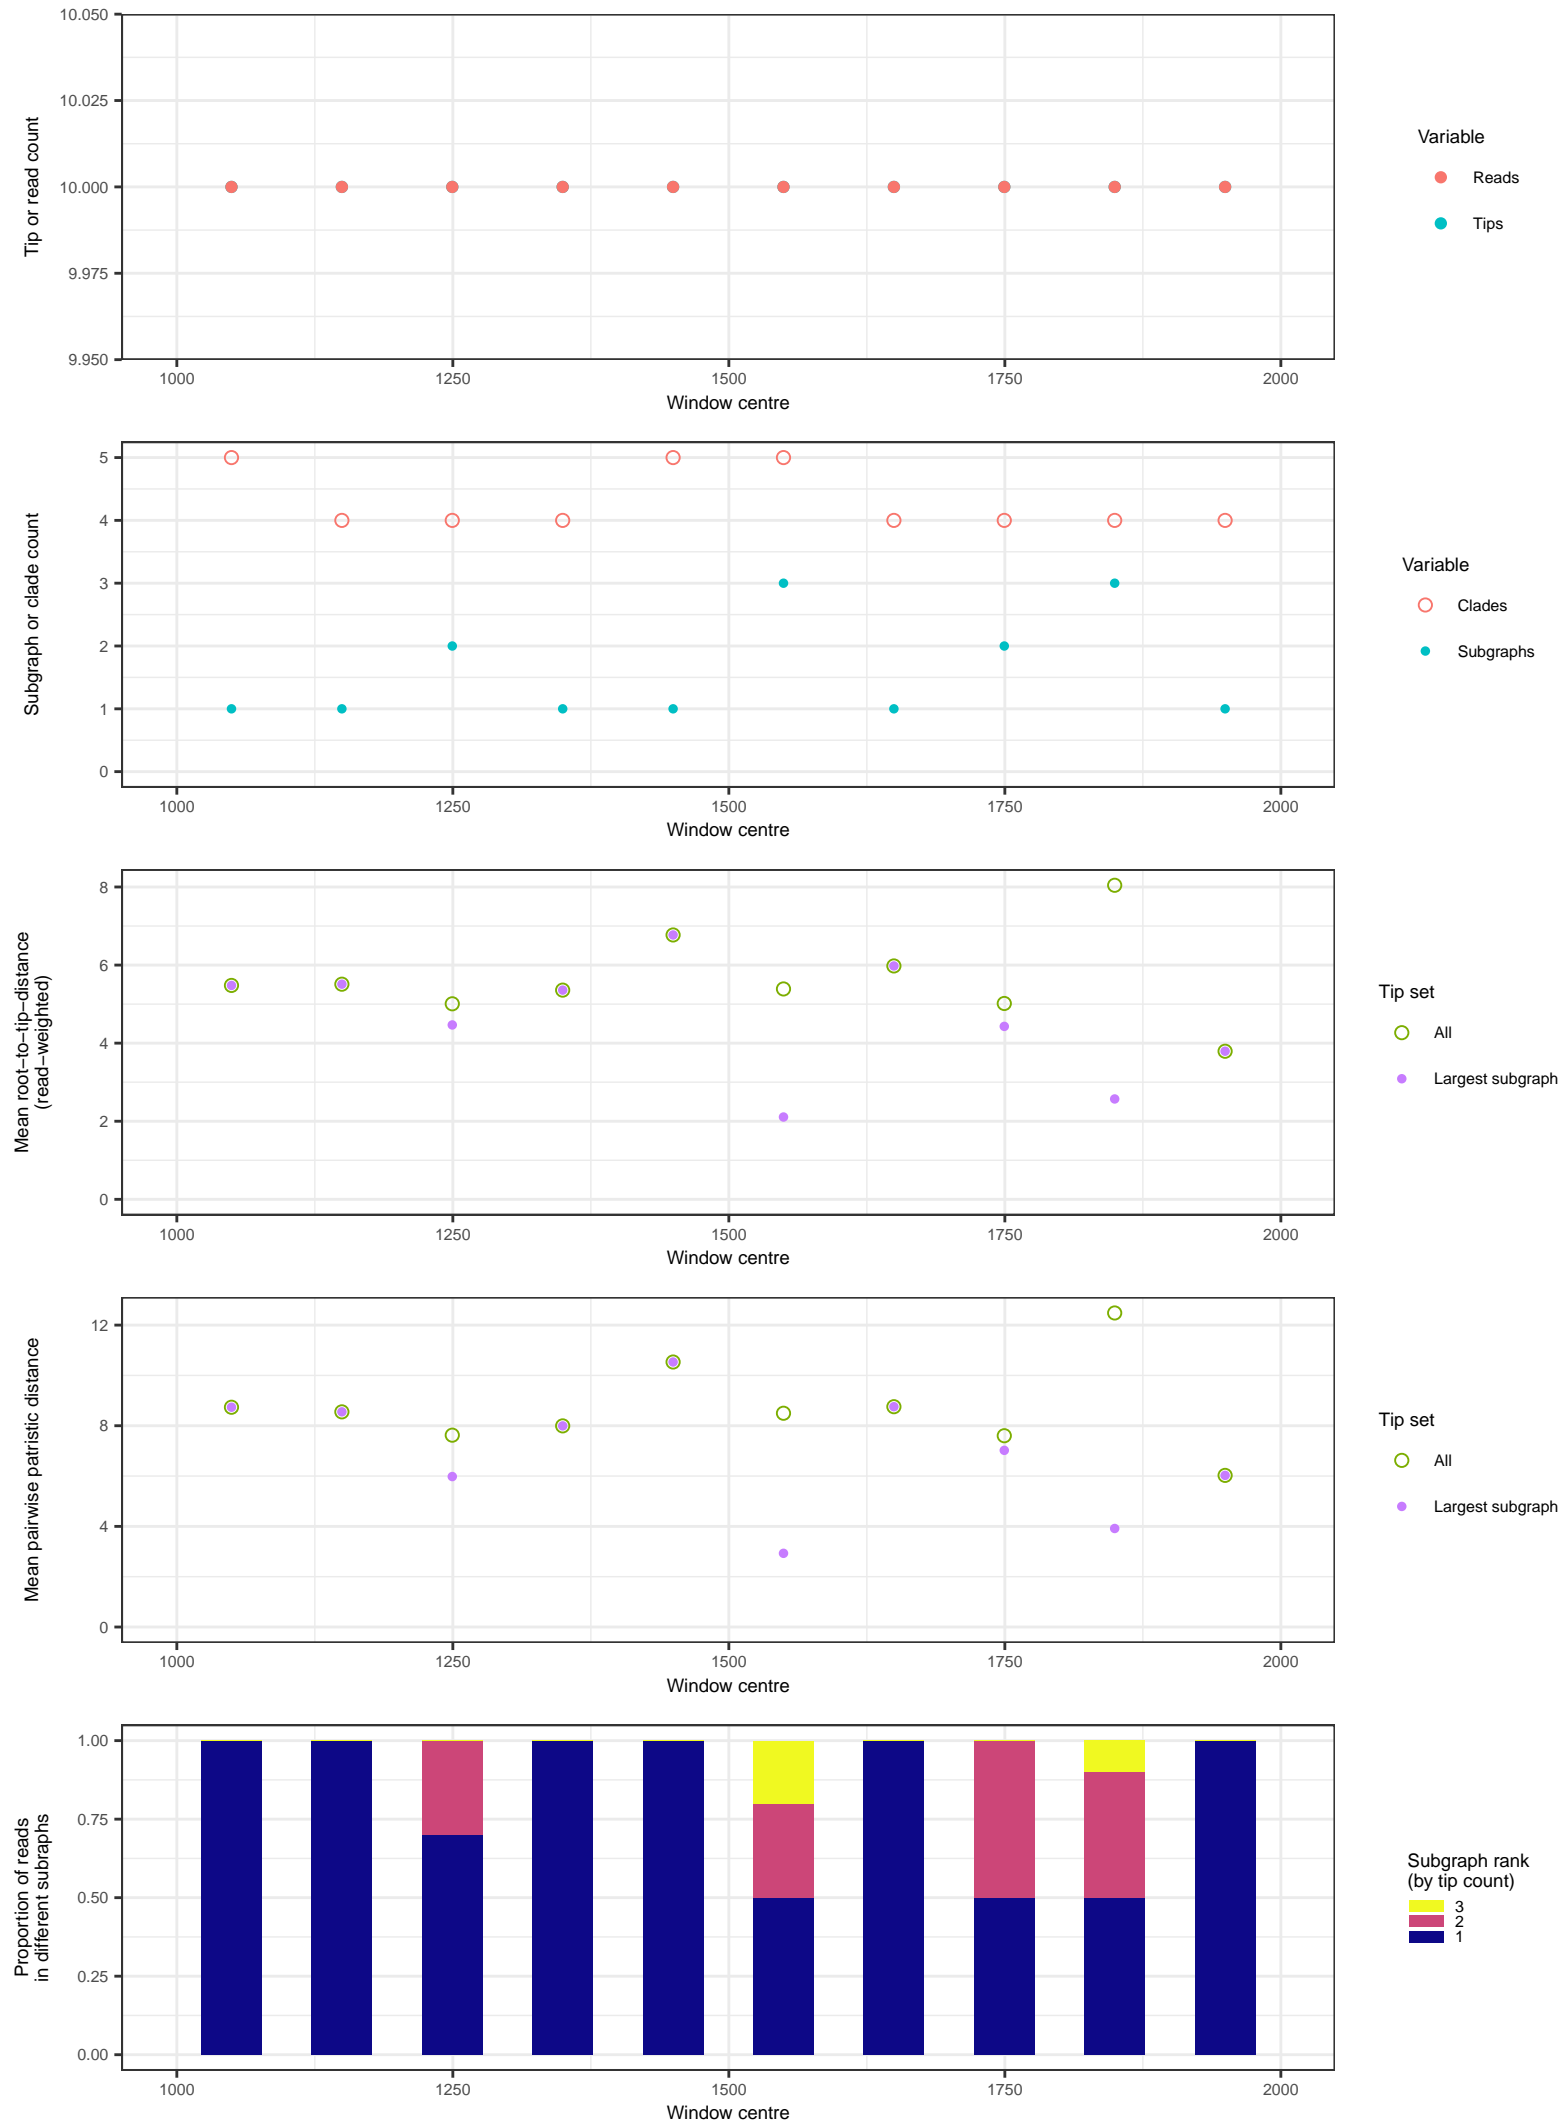 10.050
10.025
10.000
9.975
9.950
Tip or read count
1000 1250 1500 1750 2000
Window centre
Variable
Reads
Tips
5
4
3
2
1
0
Subgraph or clade count
1000 1250 1500 1750 2000
Window centre
Variable
Clades
Subgraphs
8
6
4
2
0
Mean root−to−tip−distance
(read−weighted)
1000 1250 1500 1750 2000
Window centre
Tip set
All
Largest subgraph
12
8
4
0
Mean pairwise patristic distance
1000 1250 1500 1750 2000
Window centre
Tip set
All
Largest subgraph
1.00
0.75
0.50
0.25
0.00
Proportion of reads
in different subraphs
1000 1250 1500 1750 2000
Window centre
Subgraph rank
(by tip count)
3
2
1